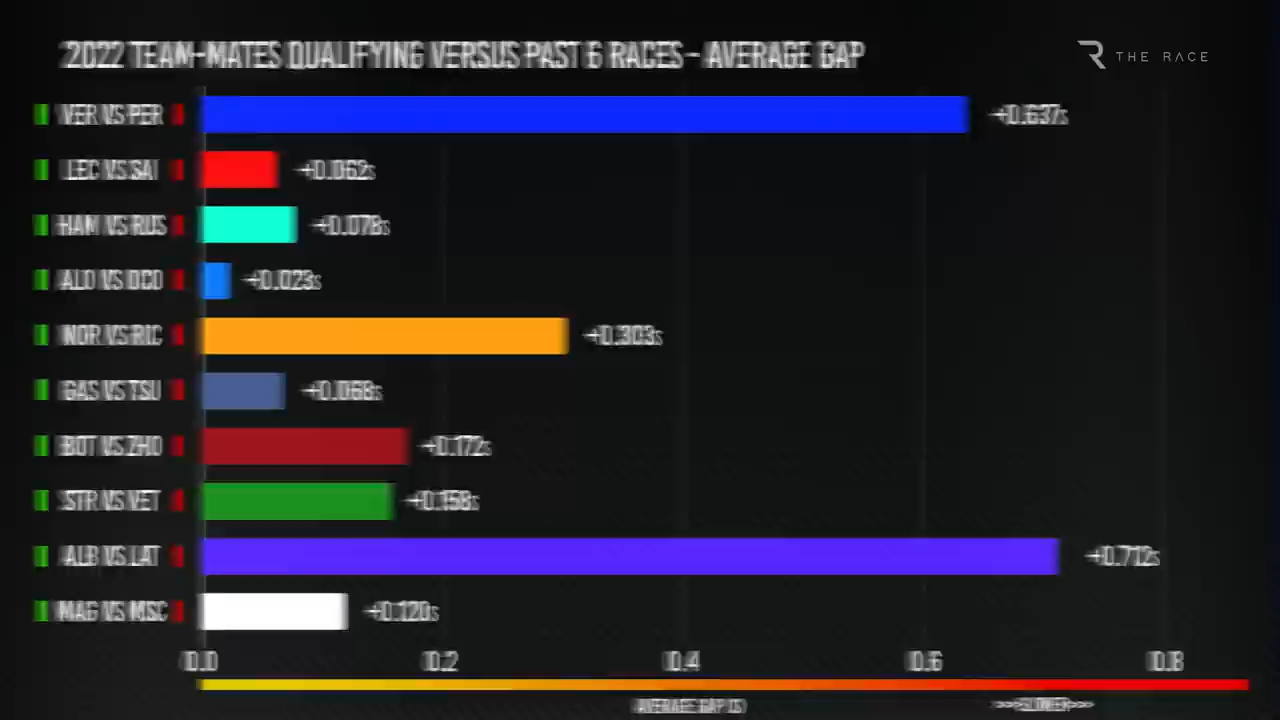 2022 TEAM-MATES QUALIFYING VERSUS PAST 6 RACES - AVERAGE GAP
THE RACE
VER VS PER +0.637s
LEC VS SAI +0.062s
HAM VS RUS +0.078s
ALO VS OCO +0.023s
NOR VS RIC +0.303s
GAS VS TSU +0.068s
BOT VS ZHO +0.172s
STR VS VET +0.158s
ALB VS LAT +0.712s
MAG VS MSC +0.120s
0.0 0.2 0.4 0.6 0.8
AVERAGE GAP (S) >>>SLOWER>>>